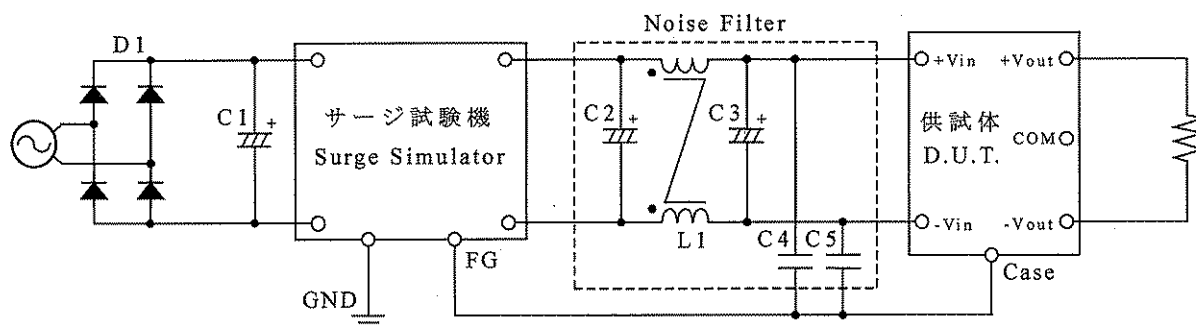 Noise Filter
D1
C1
+
サージ試験機
Surge Simulator
C2
+
C3
+
L1
C4
C5
+Vin
+Vout
供試体
D.U.T.
COM
-Vin
-Vout
FG
GND
Case